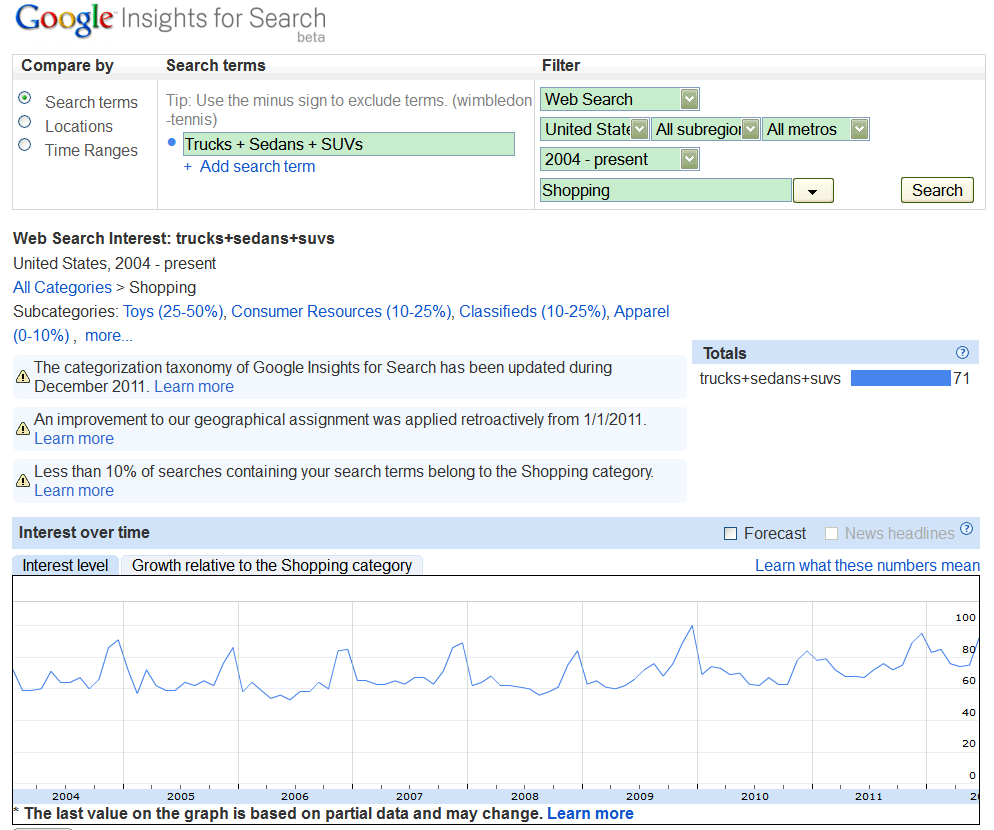 Google Insights for Search
beta
Compare by
Search terms
Filter
Search terms
Locations
Time Ranges
Tip: Use the minus sign to exclude terms. (wimbledon
-tennis)
Trucks + Sedans + SUVs
+ Add search term
Web Search
United State
All subregior
All metros
2004 - present
Shopping
Search
Web Search Interest: trucks+sedans+suvs
United States, 2004 - present
All Categories > Shopping
Subcategories: Toys (25-50%), Consumer Resources (10-25%), Classifieds (10-25%), Apparel
(0-10%) , more...
The categorization taxonomy of Google Insights for Search has been updated during
December 2011. Learn more
An improvement to our geographical assignment was applied retroactively from 1/1/2011.
Learn more
Less than 10% of searches containing your search terms belong to the Shopping category.
Learn more
Totals ?
trucks+sedans+suvs 71
Interest over time
Forecast
News headlines ?
Interest level
Growth relative to the Shopping category
Learn what these numbers mean
100
80
60
40
20
0
2004 2005 2006 2007 2008 2009 2010 2011 20
* The last value on the graph is based on partial data and may change. Learn more